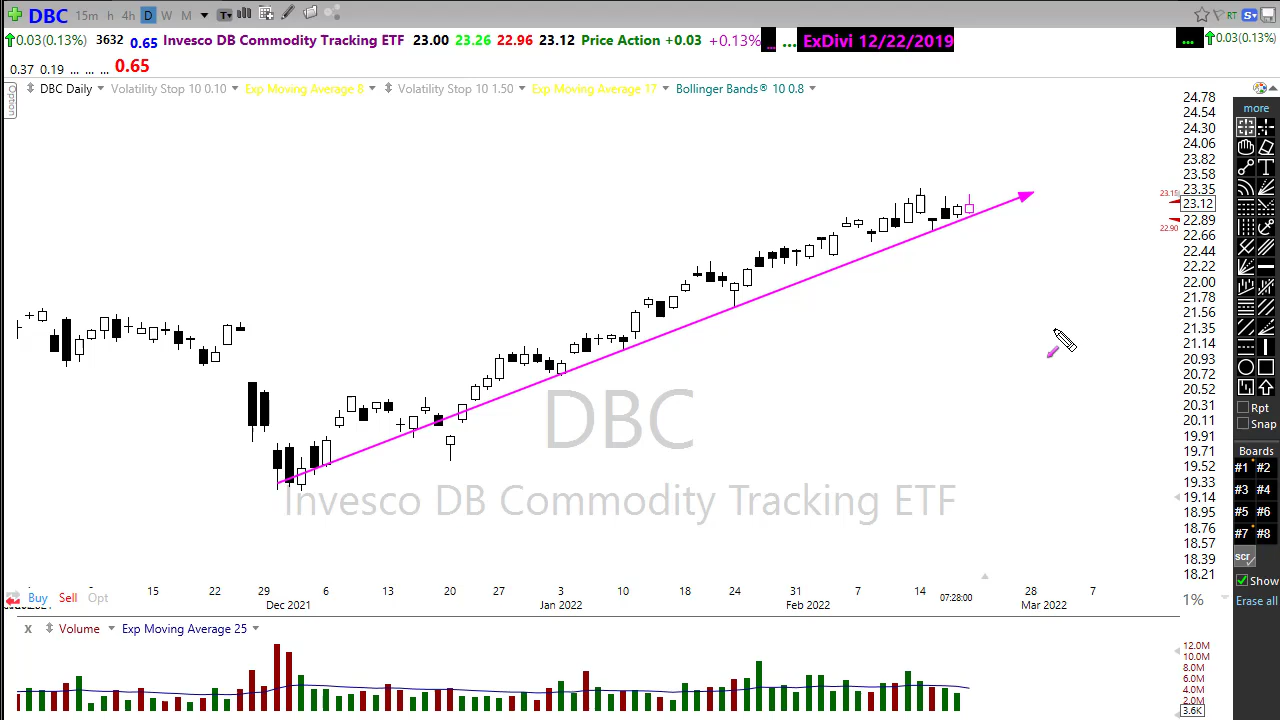 DBC 15m h 4h D W M T RT S
0.03(0.13%) 3632 0.65 Invesco DB Commodity Tracking ETF 23.00 23.26 22.96 23.12 Price Action +0.03 +0.13% ... ... ExDivi 12/22/2019 ... 0.03(0.13%)
0.37 0.19 ... ... ... 0.65
Option
DBC Daily Volatility Stop 10 0.10 Exp Moving Average 8 Volatility Stop 10 1.50 Exp Moving Average 17 Bollinger Bands® 10 0.8
24.78
24.54
24.30
24.06
23.82
23.58
23.35
23.15
23.12
22.89
22.90
22.66
22.44
22.22
22.00
21.78
21.56
21.35
21.14
20.93
20.72
20.52
20.31
20.11
19.91
19.71
19.52
19.33
19.14
18.95
18.76
18.57
18.39
18.21
DBC
Invesco DB Commodity Tracking ETF
more
T
Rpt
Snap
Boards
#1 #2
#3 #4
#5 #6
#7 #8
scr
Show
Erase all
15 22 29 6 13 20 27 3 10 18 24 31 7 14 07:28:00 28 7
Dec 2021 Jan 2022 Feb 2022 Mar 2022
Buy Sell Opt
1%
X Volume Exp Moving Average 25
12.0M
10.0M
8.0M
6.0M
4.0M
2.0M
3.6K